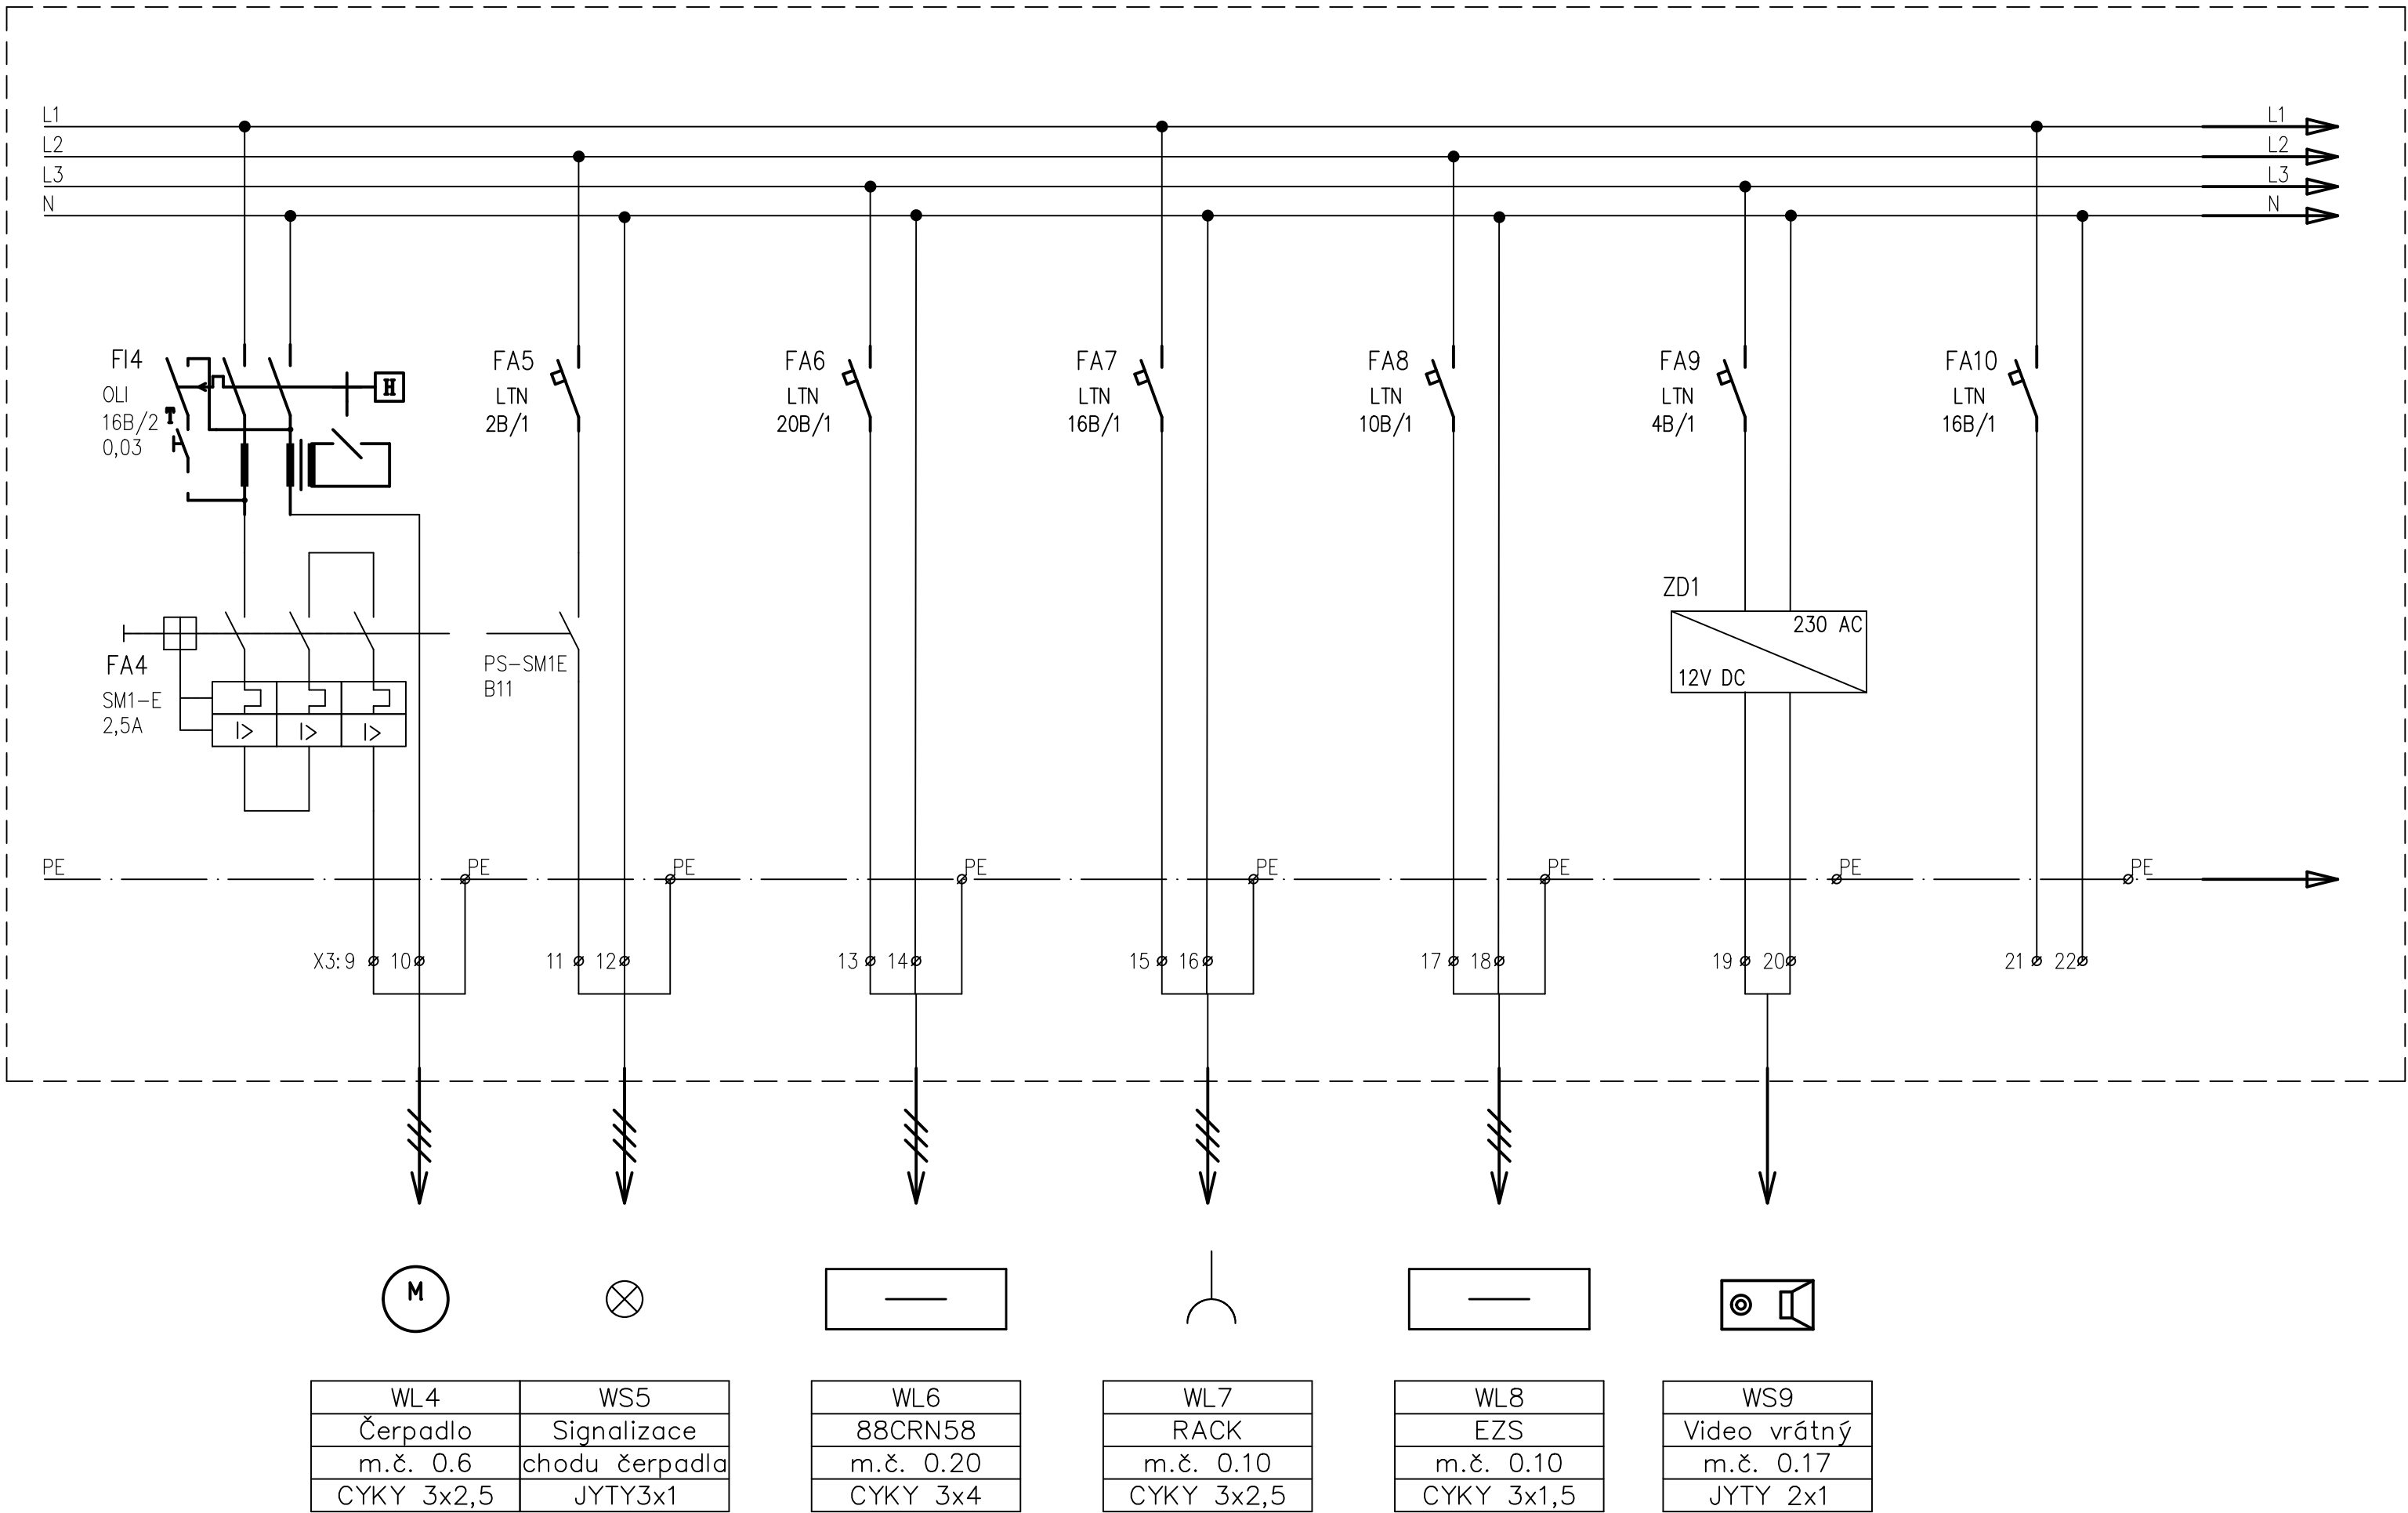 L1
L2
L3
N
L1
L2
L3
N
FI4
OLI
16B/2
0,03
H
T
FA5
LTN
2B/1
FA6
LTN
20B/1
FA7
LTN
16B/1
FA8
LTN
10B/1
FA9
LTN
4B/1
FA10
LTN
16B/1
ZD1
230 AC
12V DC
FA4
SM1-E
2,5A
I>
I>
I>
PS-SM1E
B11
PE
PE
PE
PE
PE
PE
PE
PE
X3:9 10
11 12
13 14
15 16
17 18
19 20
21 22
M
WL4
Čerpadlo
m.č. 0.6
CYKY 3x2,5
WS5
Signalizace
chodu čerpadla
JYTY3x1
WL6
88CRN58
m.č. 0.20
CYKY 3x4
WL7
RACK
m.č. 0.10
CYKY 3x2,5
WL8
EZS
m.č. 0.10
CYKY 3x1,5
WS9
Video vrátný
m.č. 0.17
JYTY 2x1